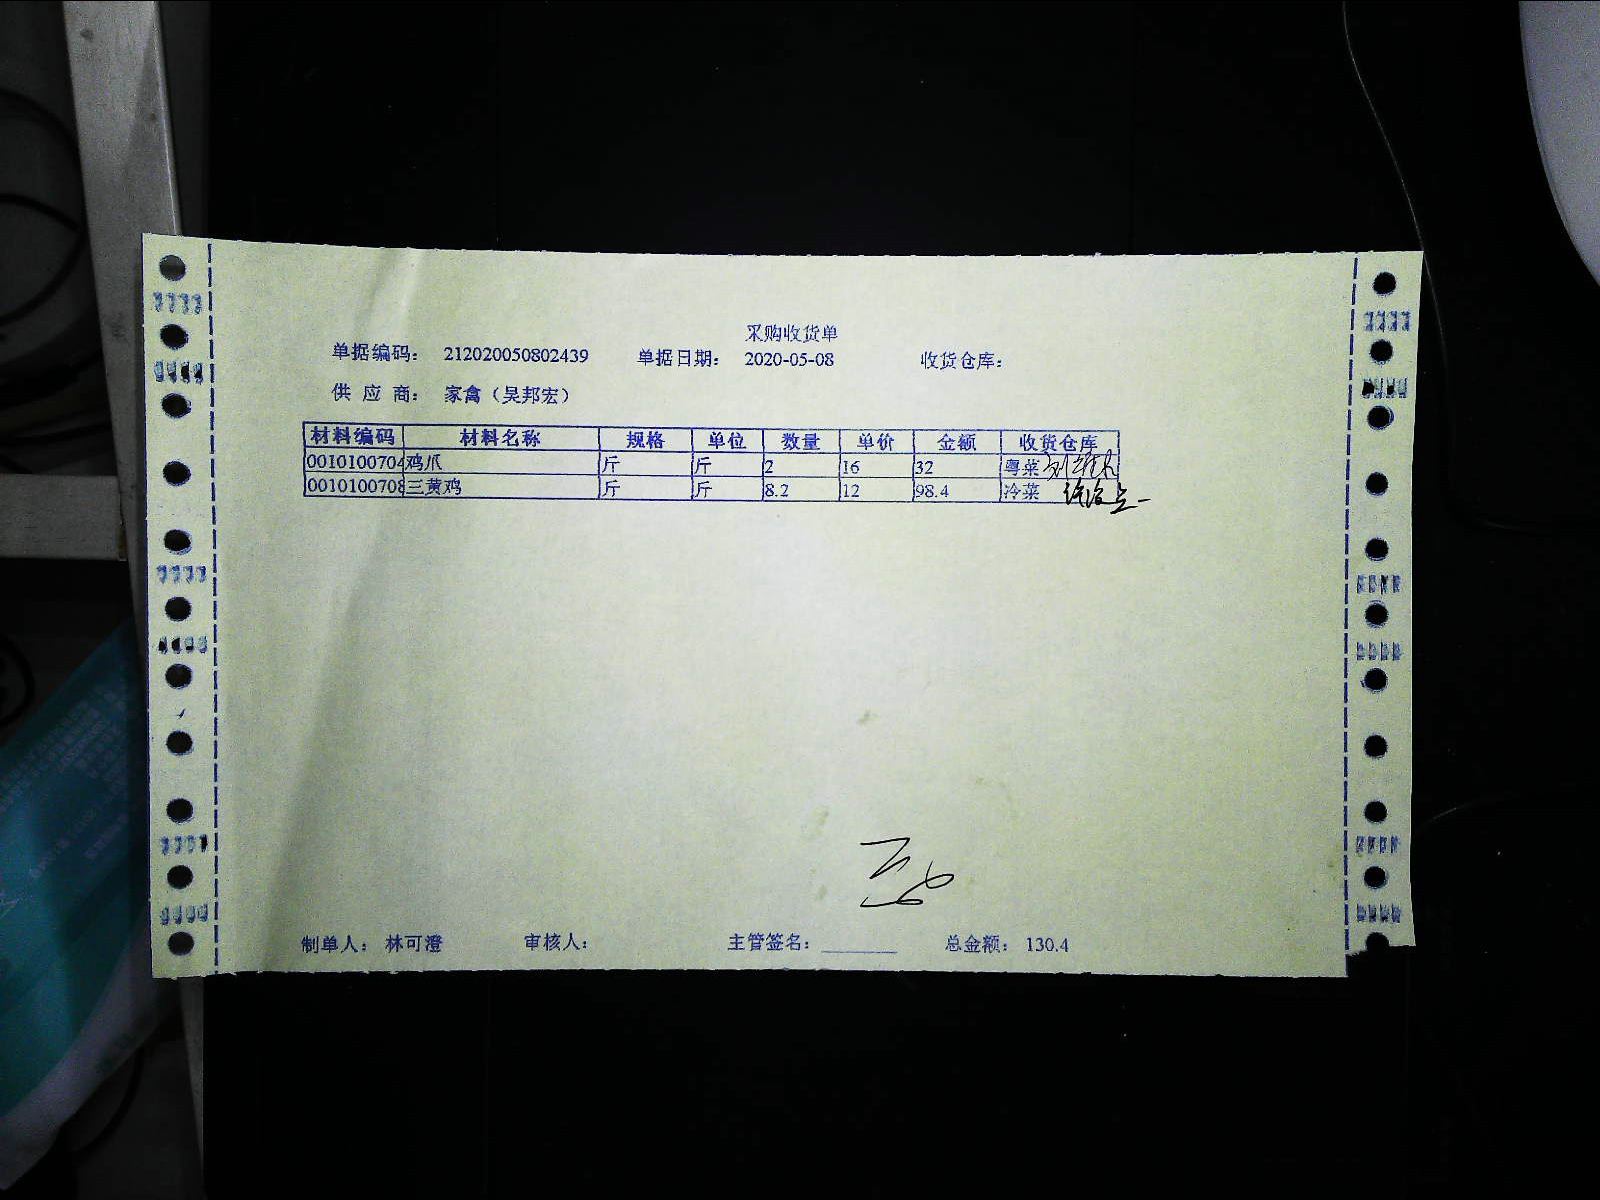 采购收货单
单据编码： 212020050802439 单据日期： 2020-05-08 收货仓库：
供 应 商： 家禽（吴邦宏）
材料编码 材料名称 规格 单位 数量 单价 金额 收货仓库
0010100704 鸡爪 斤 斤 2 16 32 粤菜
0010100708 三黄鸡 斤 斤 8.2 12 98.4 冷菜
制单人： 林可澄 审核人： 主管签名： ________ 总金额： 130.4